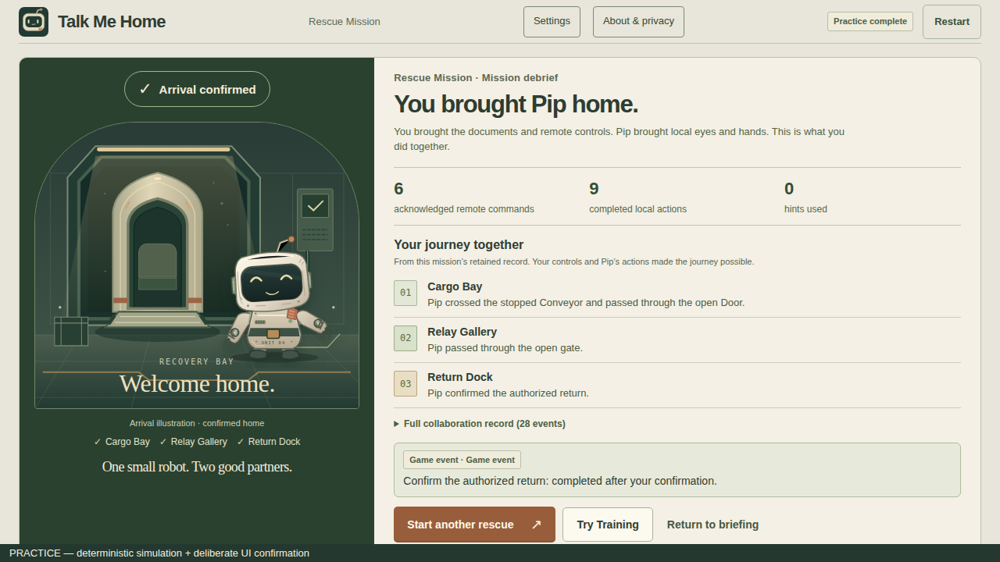 Talk Me Home
Rescue Mission
Settings
About & privacy
Practice complete
Restart
✓ Arrival confirmed
UNIT 04
RECOVERY BAY
Welcome home.
Arrival illustration · confirmed home
✓ Cargo Bay ✓ Relay Gallery ✓ Return Dock
One small robot. Two good partners.
Rescue Mission · Mission debrief
You brought Pip home.
You brought the documents and remote controls. Pip brought local eyes and hands. This is what you
did together.
6
acknowledged remote commands
9
completed local actions
0
hints used
Your journey together
From this mission’s retained record. Your controls and Pip’s actions made the journey possible.
01
Cargo Bay
Pip crossed the stopped Conveyor and passed through the open Door.
02
Relay Gallery
Pip passed through the open gate.
03
Return Dock
Pip confirmed the authorized return.
Full collaboration record (28 events)
Game event · Game event
Confirm the authorized return: completed after your confirmation.
Start another rescue ↗
Try Training
Return to briefing
PRACTICE — deterministic simulation + deliberate UI confirmation